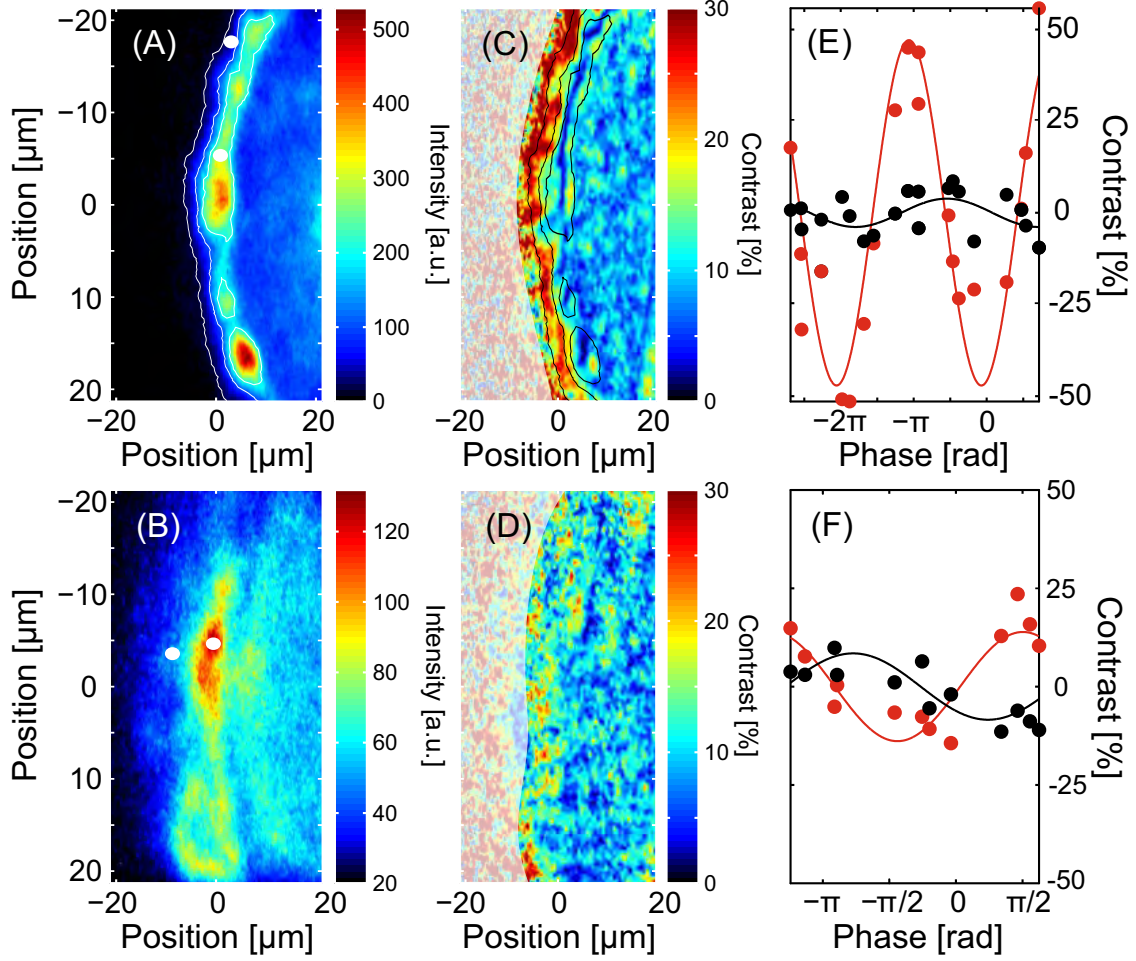 (A)
−20
−10
0
10
20
Position [µm]
−20
0
20
Position [µm]
500
400
300
200
100
0
Intensity [a.u.]
(C)
−20
0
20
Position [µm]
30
20
10
0
Contrast [%]
(E)
50
25
0
-25
-50
Contrast [%]
−2π
−π
0
Phase [rad]
(B)
−20
−10
0
10
20
Position [µm]
−20
0
20
Position [µm]
120
100
80
60
40
20
Intensity [a.u.]
(D)
−20
0
20
Position [µm]
30
20
10
0
Contrast [%]
(F)
50
25
0
-25
-50
Contrast [%]
−π
−π/2
0
π/2
Phase [rad]